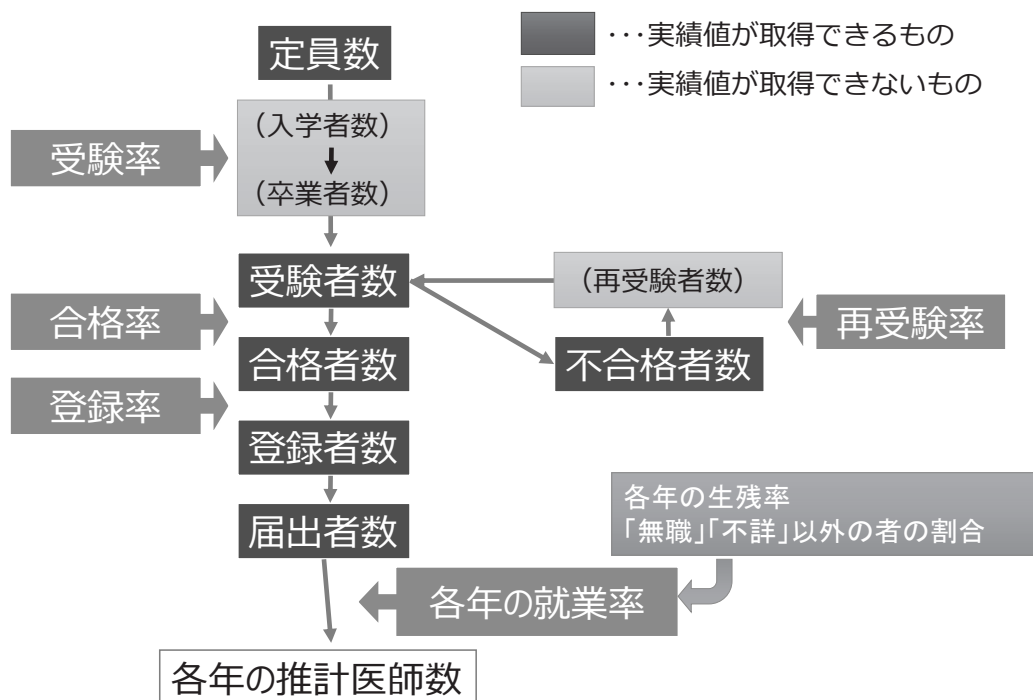 定員数
･･･実績値が取得できるもの
･･･実績値が取得できないもの
（入学者数）
受験率
（卒業者数）
受験者数
（再受験者数）
合格率
再受験率
合格者数
不合格者数
登録率
登録者数
各年の生残率
「無職」「不詳」以外の者の割合
届出者数
各年の就業率
各年の推計医師数